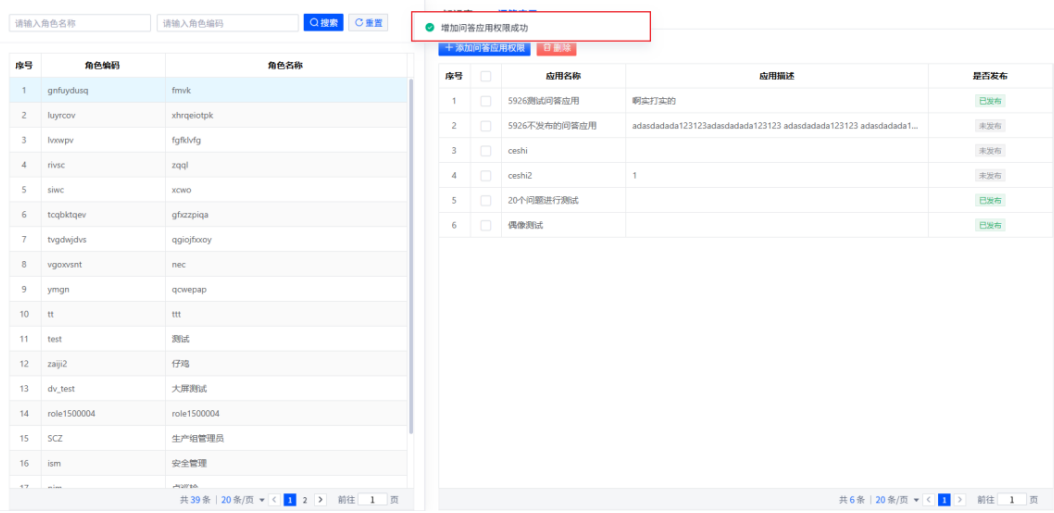 请输入角色名称 请输入角色编码 搜索 重置
增加问答应用权限成功
添加问答应用权限 删除
序号 角色编码 角色名称
1 gnfuydusq fmvk
2 luyrcov xhrqeiotpk
3 lvxwpv fgfklvfg
4 rivsc zqql
5 siwc xcwo
6 tcqbktqev gfxzzpiqa
7 tvgdwjdvs qgiojfxxoy
8 vgoxvsnt nec
9 ymgn qcwepap
10 tt ttt
11 test 测试
12 zaiji2 仔鸡
13 dv_test 大屏测试
14 role1500004 role1500004
15 SCZ 生产组管理员
16 ism 安全管理
17
共39条 20条/页 1 2 前往 1 页
序号 应用名称 应用描述 是否发布
1 5926测试问答应用 啊实打实的 已发布
2 5926不发布的问答应用 adasdadada123123adasdadada123123 adasdadada123123 adasdadada1... 未发布
3 ceshi 未发布
4 ceshi2 1 未发布
5 20个问题进行测试 已发布
6 偶像测试 已发布
共6条 20条/页 1 前往 1 页